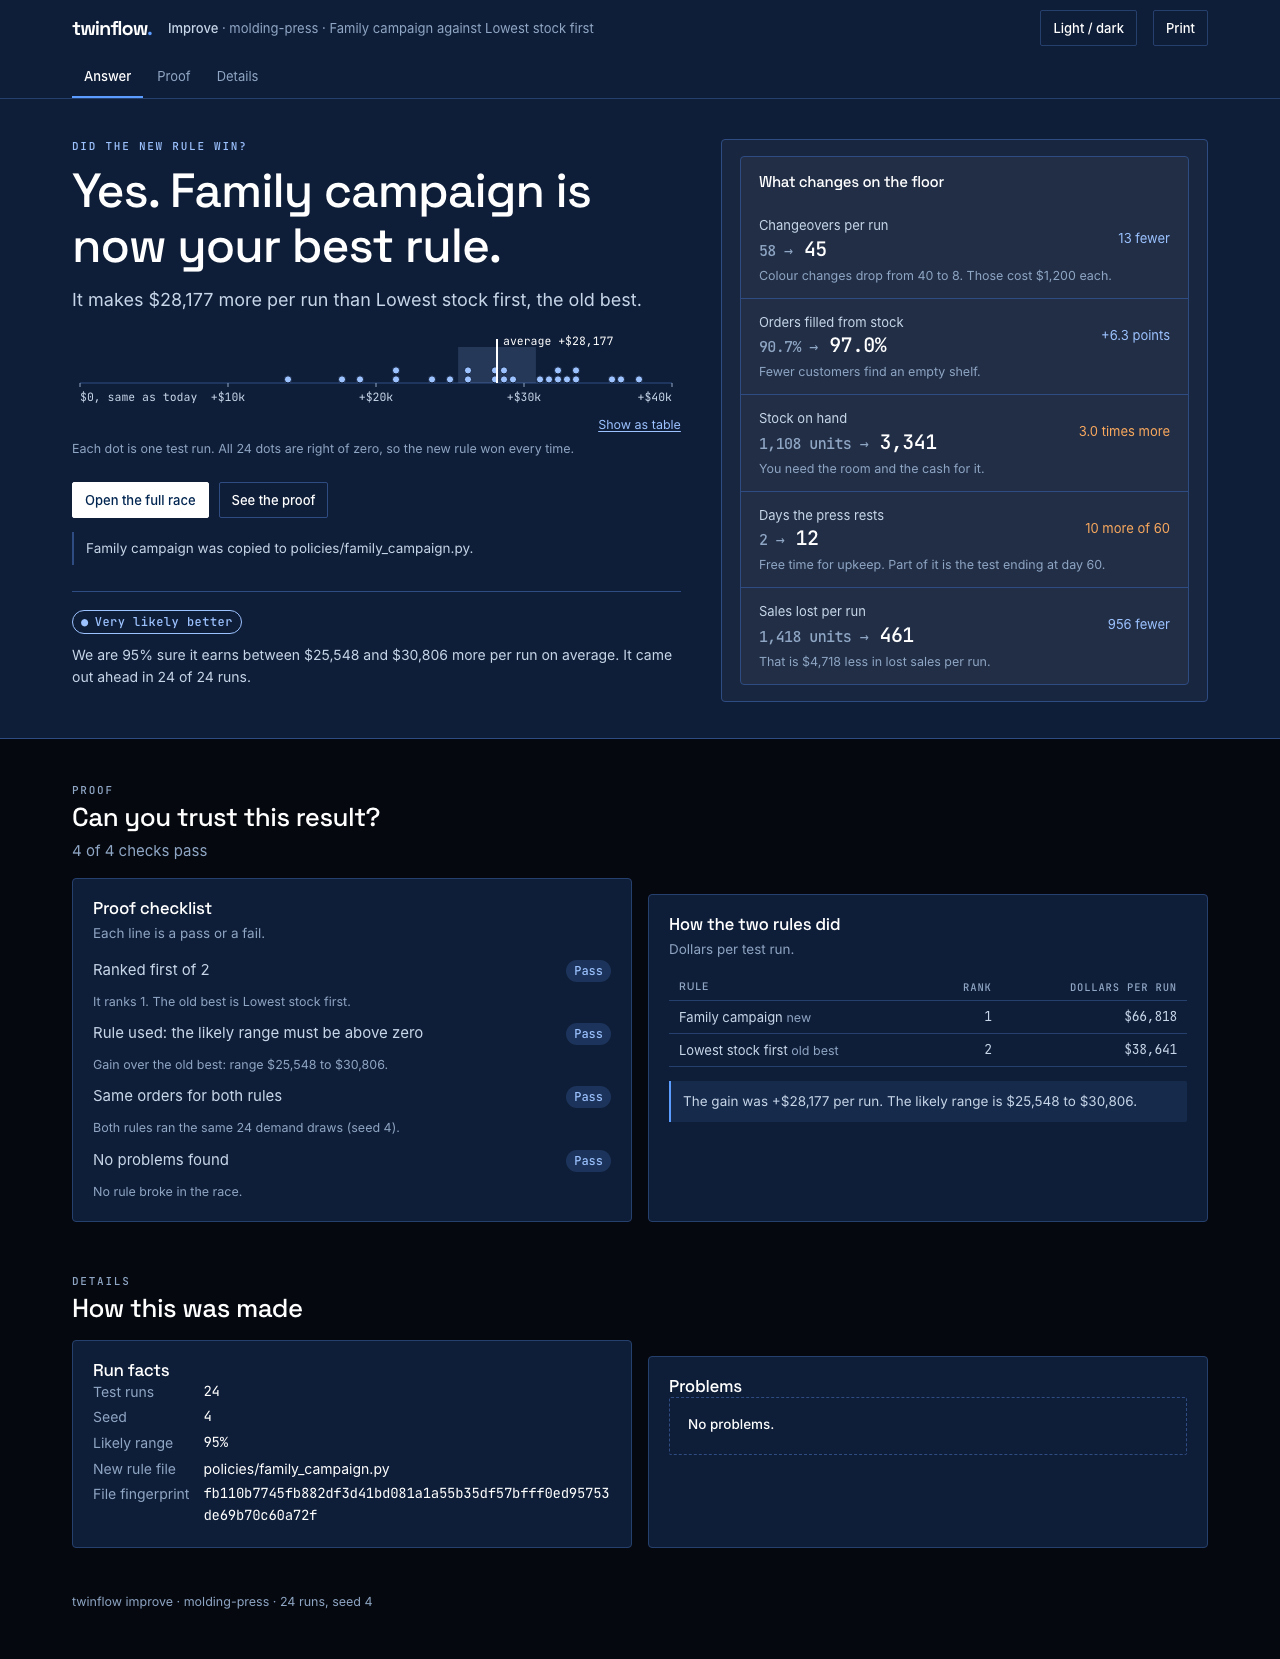 twinflow.
Improve · molding-press · Family campaign against Lowest stock first
Light / dark
Print
Answer
Proof
Details
DID THE NEW RULE WIN?
Yes. Family campaign is
now your best rule.
It makes $28,177 more per run than Lowest stock first, the old best.
average +$28,177
$0, same as today
+$10k
+$20k
+$30k
+$40k
Show as table
Each dot is one test run. All 24 dots are right of zero, so the new rule won every time.
Open the full race
See the proof
Family campaign was copied to policies/family_campaign.py.
Very likely better
We are 95% sure it earns between $25,548 and $30,806 more per run on average. It came
out ahead in 24 of 24 runs.
What changes on the floor
Changeovers per run
58 → 45
13 fewer
Colour changes drop from 40 to 8. Those cost $1,200 each.
Orders filled from stock
90.7% → 97.0%
+6.3 points
Fewer customers find an empty shelf.
Stock on hand
1,108 units → 3,341
3.0 times more
You need the room and the cash for it.
Days the press rests
2 → 12
10 more of 60
Free time for upkeep. Part of it is the test ending at day 60.
Sales lost per run
1,418 units → 461
956 fewer
That is $4,718 less in lost sales per run.
PROOF
Can you trust this result?
4 of 4 checks pass
Proof checklist
Each line is a pass or a fail.
Ranked first of 2
Pass
It ranks 1. The old best is Lowest stock first.
Rule used: the likely range must be above zero
Pass
Gain over the old best: range $25,548 to $30,806.
Same orders for both rules
Pass
Both rules ran the same 24 demand draws (seed 4).
No problems found
Pass
No rule broke in the race.
How the two rules did
Dollars per test run.
RULE RANK DOLLARS PER RUN
Family campaign new 1 $66,818
Lowest stock first old best 2 $38,641
The gain was +$28,177 per run. The likely range is $25,548 to $30,806.
DETAILS
How this was made
Run facts
Test runs 24
Seed 4
Likely range 95%
New rule file policies/family_campaign.py
File fingerprint fb110b7745fb882df3d41bd081a1a55b35df57bfff0ed95753
de69b70c60a72f
Problems
No problems.
twinflow improve · molding-press · 24 runs, seed 4